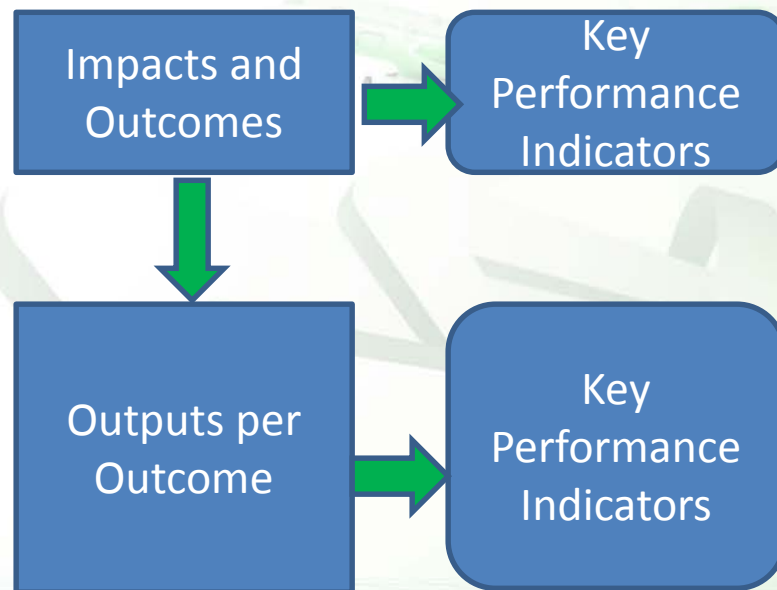 Impacts and
Outcomes
Key
Performance
Indicators
Outputs per
Outcome
Key
Performance
Indicators